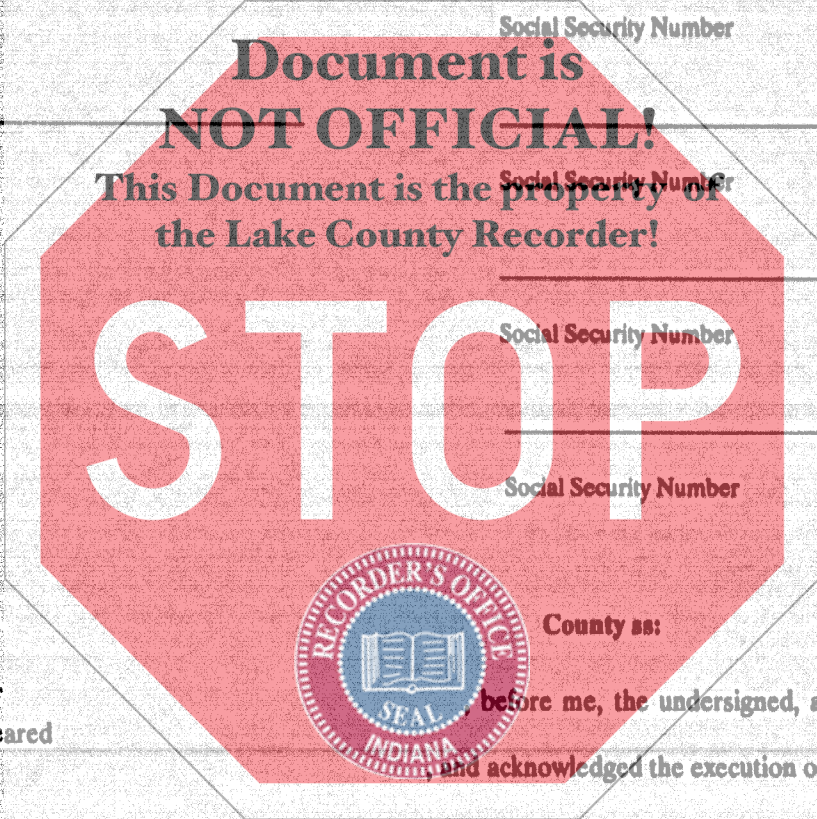 Social Security Number
Document is
NOT OFFICIAL!
This Document is the property of
Social Security Number
the Lake County Recorder!
STOP
Social Security Number
Social Security Number
RECORDER'S OFFICE
County as:
SEAL
, before me, the undersigned, a
ared
INDIANA
, and acknowledged the execution o